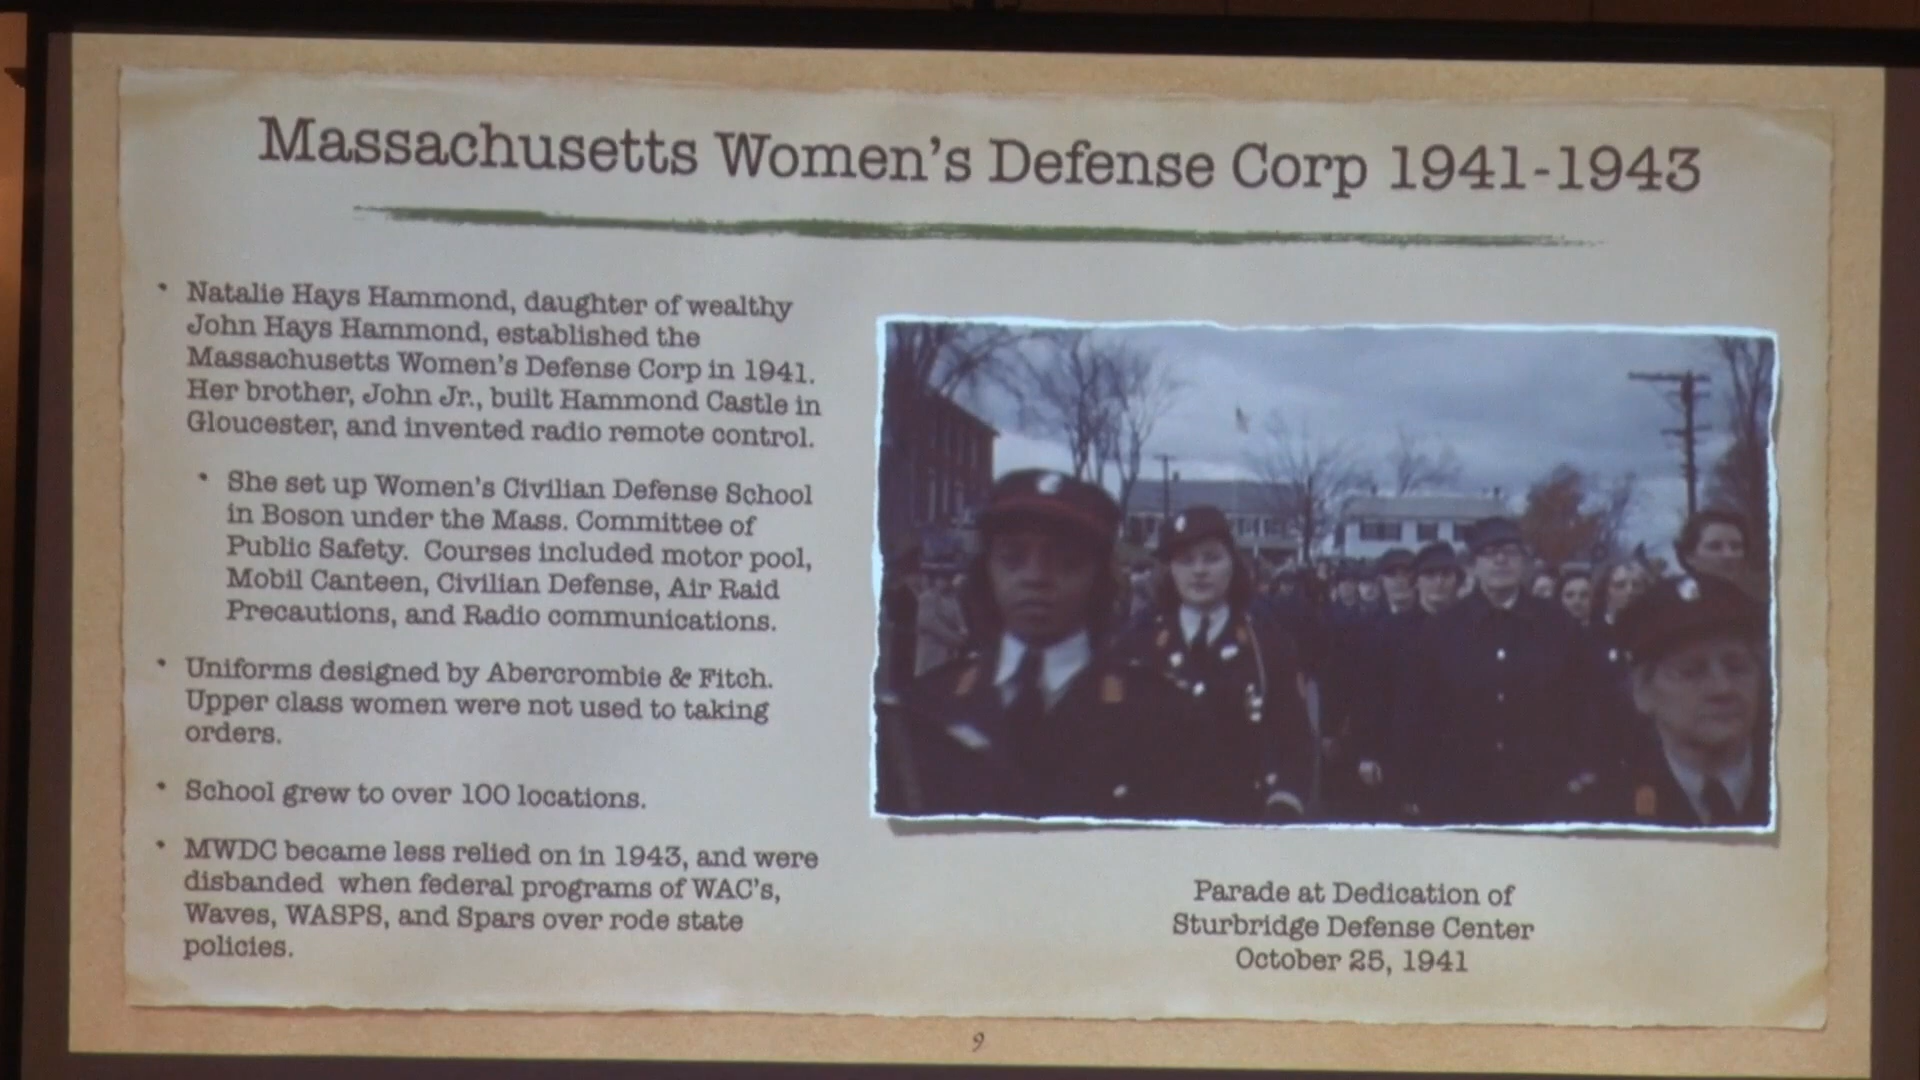 Massachusetts Women's Defense Corp 1941-1943
• Natalie Hays Hammond, daughter of wealthy
John Hays Hammond, established the
Massachusetts Women's Defense Corp in 1941.
Her brother, John Jr., built Hammond Castle in
Gloucester, and invented radio remote control.
• She set up Women's Civilian Defense School
in Boson under the Mass. Committee of
Public Safety. Courses included motor pool,
Mobil Canteen, Civilian Defense, Air Raid
Precautions, and Radio communications.
• Uniforms designed by Abercrombie & Fitch.
Upper class women were not used to taking
orders.
• School grew to over 100 locations.
• MWDC became less relied on in 1943, and were
disbanded when federal programs of WAC's,
Waves, WASPS, and Spars over rode state
policies.
Parade at Dedication of
Sturbridge Defense Center
October 25, 1941
9